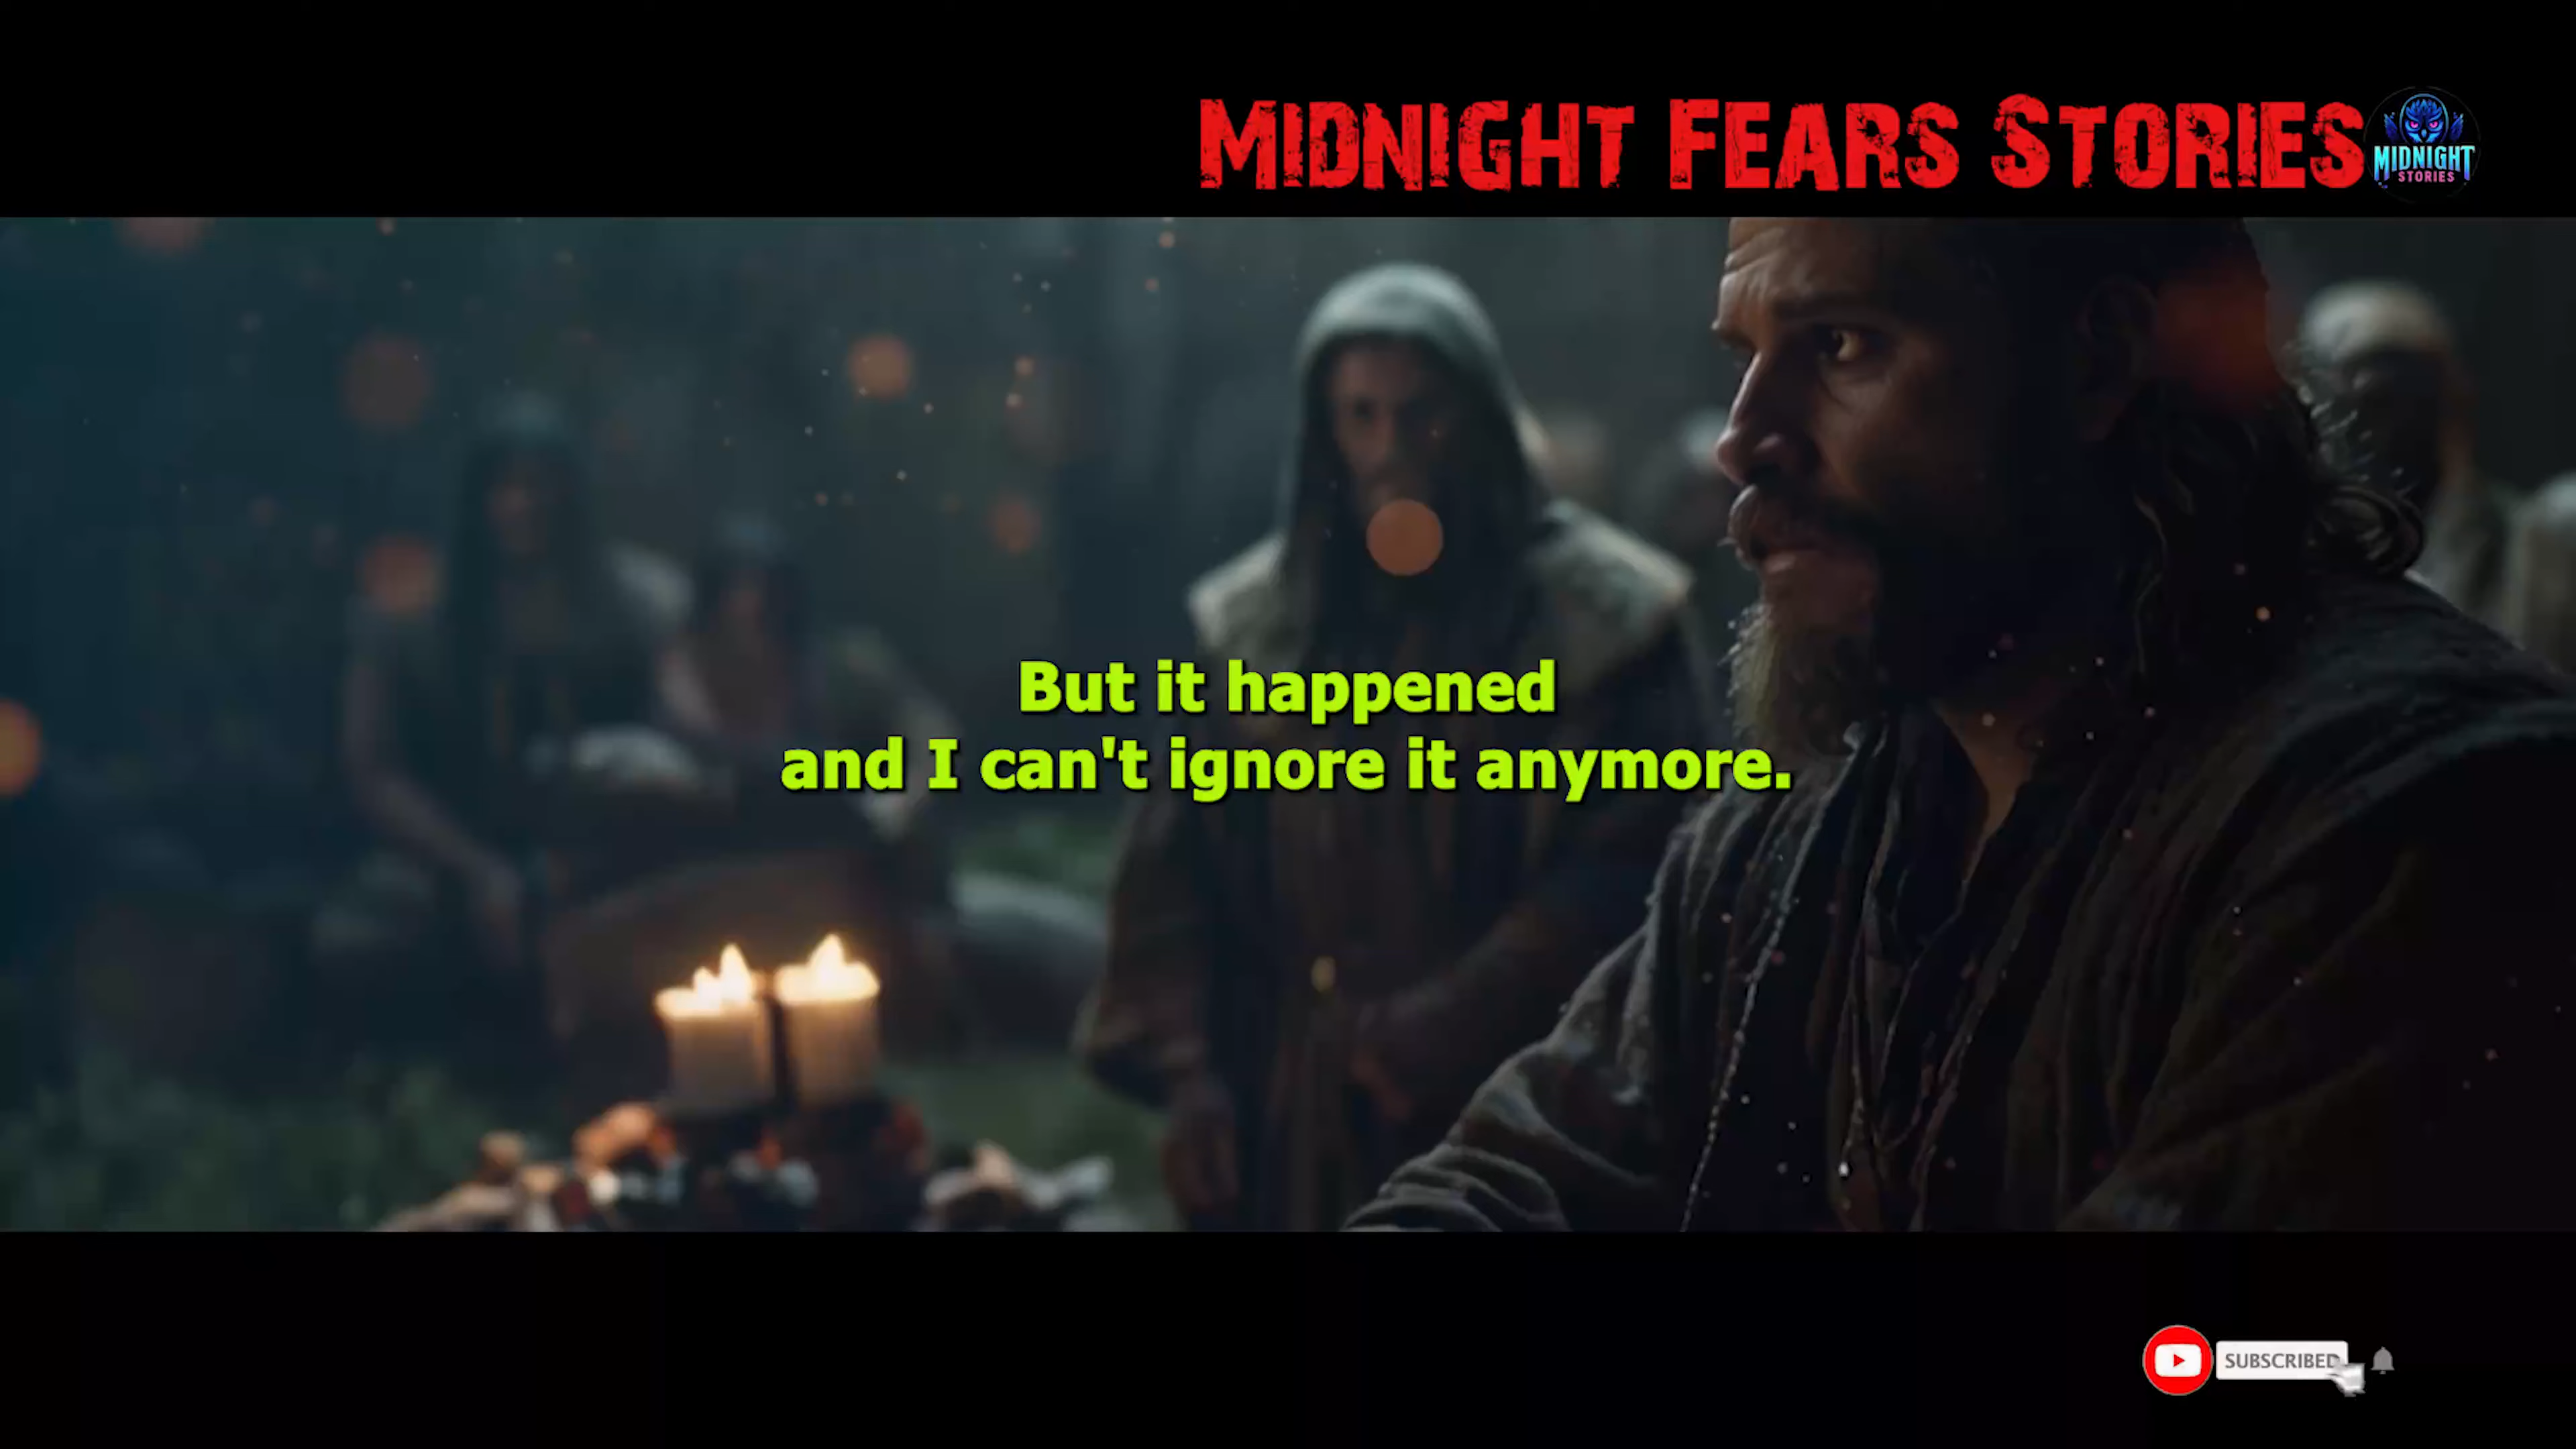 MIDNIGHT FEARS STORIES
MIDNIGHT
STORIES
But it happened
and I can't ignore it anymore.
SUBSCRIBED